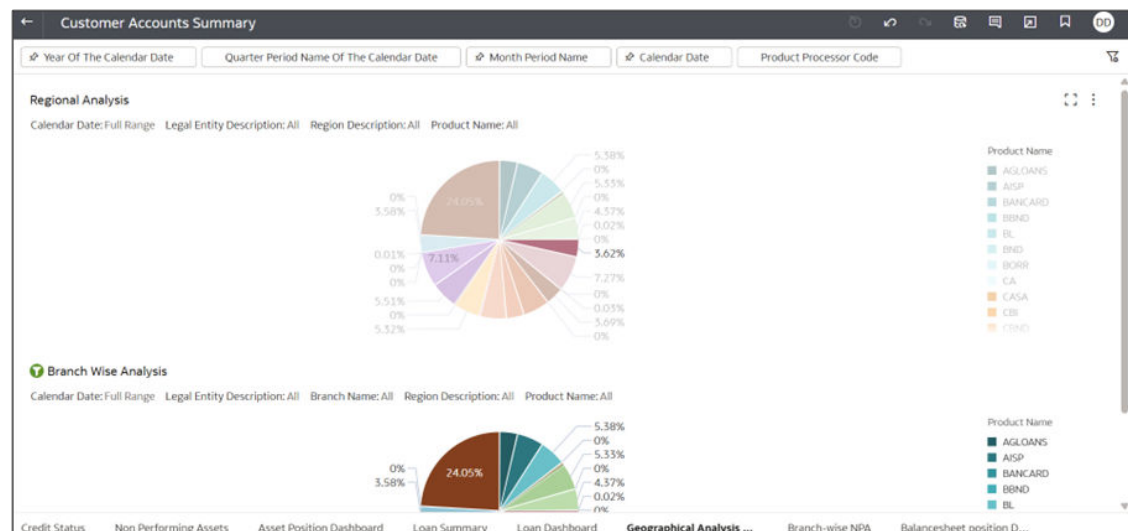 Customer Accounts Summary
DD
Year Of The Calendar Date Quarter Period Name Of The Calendar Date Month Period Name Calendar Date Product Processor Code
Regional Analysis
Calendar Date: Full Range Legal Entity Description: All Region Description: All Product Name: All
Product Name
AGLOANS
AISP
BANCARD
BBND
BL
BND
BORR
CA
CASA
CBI
CBND
5.38%
0%
5.33%
0%
4.37%
0.02%
0%
3.62%
7.27%
0%
0.03%
3.69%
0%
24.05%
0%
3.58%
0.01%
7.11%
0%
0%
5.51%
0%
5.32%
Branch Wise Analysis
Calendar Date: Full Range Legal Entity Description: All Branch Name: All Region Description: All Product Name: All
Product Name
AGLOANS
AISP
BANCARD
BBND
BL
5.38%
0%
5.33%
0%
4.37%
0.02%
0%
24.05%
0%
3.58%
Credit Status Non Performing Assets Asset Position Dashboard Loan Summary Loan Dashboard Geographical Analysis ... Branch-wise NPA Balancesheet position D...